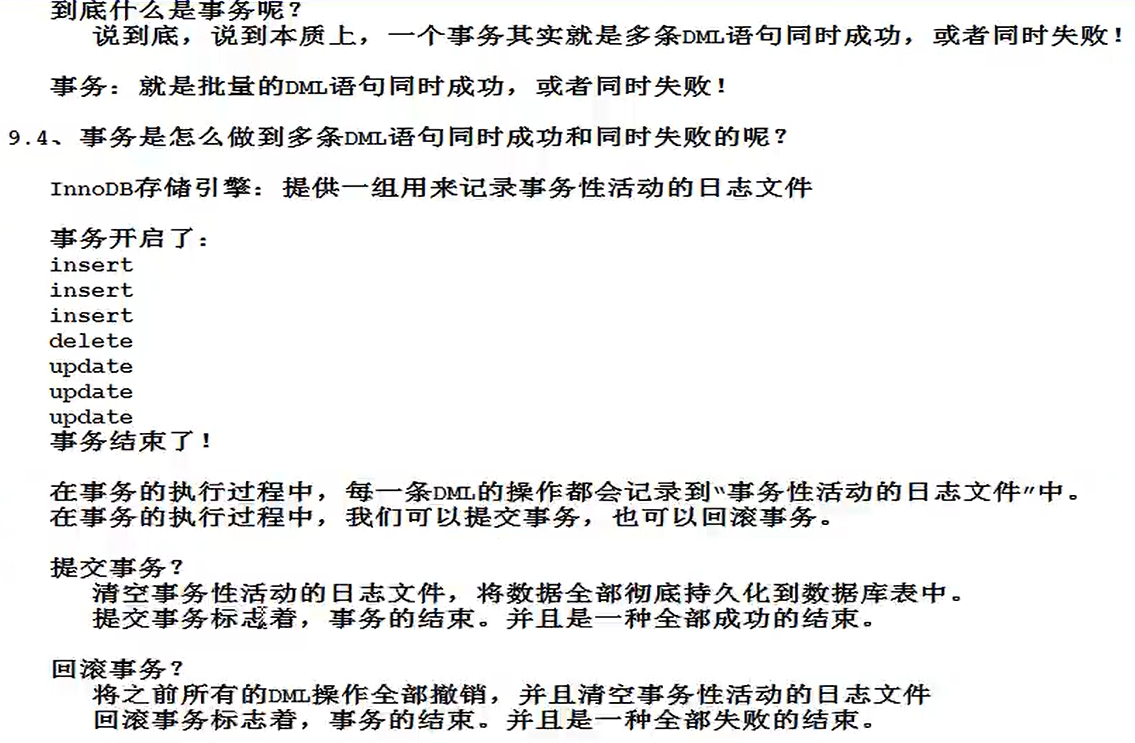 到底什么是事务呢？
说到底，说到本质上，一个事务其实就是多条DML语句同时成功，或者同时失败！
事务：就是批量的DML语句同时成功，或者同时失败！
9.4、事务是怎么做到多条DML语句同时成功和同时失败的呢？
InnoDB存储引擎：提供一组用来记录事务性活动的日志文件
事务开启了：
insert
insert
insert
delete
update
update
update
事务结束了！
在事务的执行过程中，每一条DML的操作都会记录到“事务性活动的日志文件”中。
在事务的执行过程中，我们可以提交事务，也可以回滚事务。
提交事务？
清空事务性活动的日志文件，将数据全部彻底持久化到数据库表中。
提交事务标志着，事务的结束。并且是一种全部成功的结束。
回滚事务？
将之前所有的DML操作全部撤销，并且清空事务性活动的日志文件
回滚事务标志着，事务的结束。并且是一种全部失败的结束。